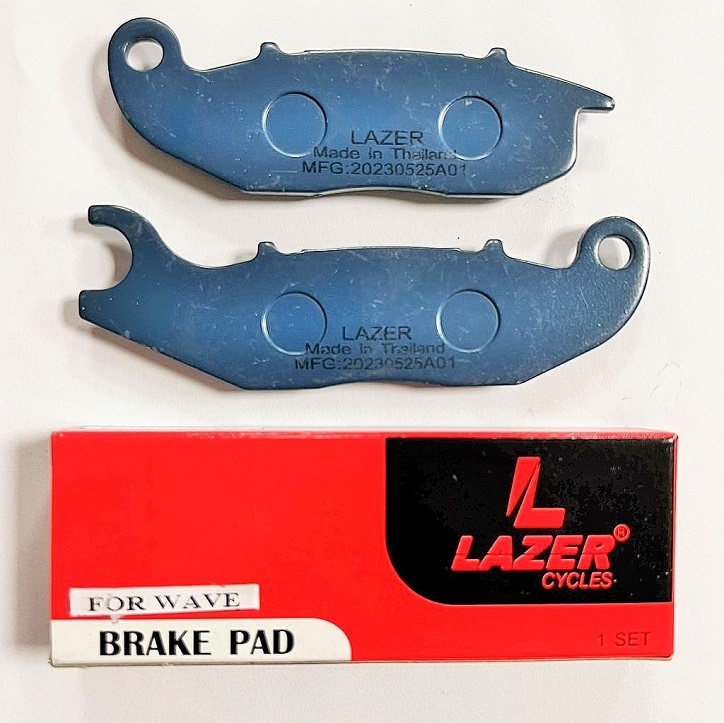 LAZER
Made in Thailand
MFG:20230525A01
LAZER
Made in Thailand
MFG:20230525A01
L
LAZER®
CYCLES
FOR WAVE
BRAKE PAD
1 SET